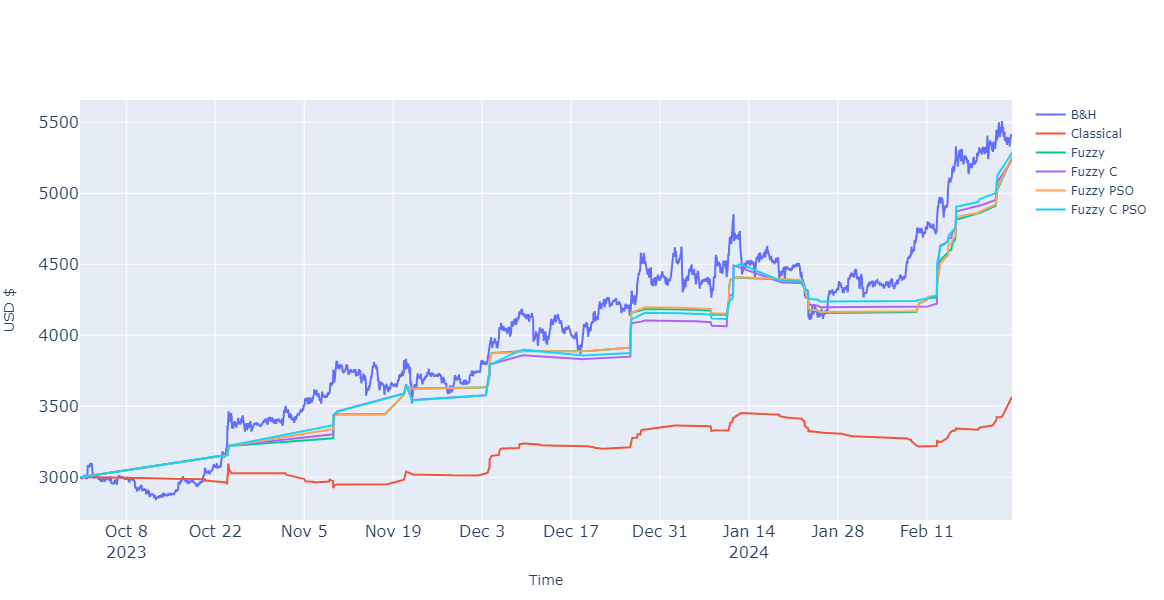 5500
5000
4500
4000
3500
3000
USD $
Oct 8
2023
Oct 22
Nov 5
Nov 19
Dec 3
Dec 17
Dec 31
Jan 14
2024
Jan 28
Feb 11
Time
B&H
Classical
Fuzzy
Fuzzy C
Fuzzy PSO
Fuzzy C PSO